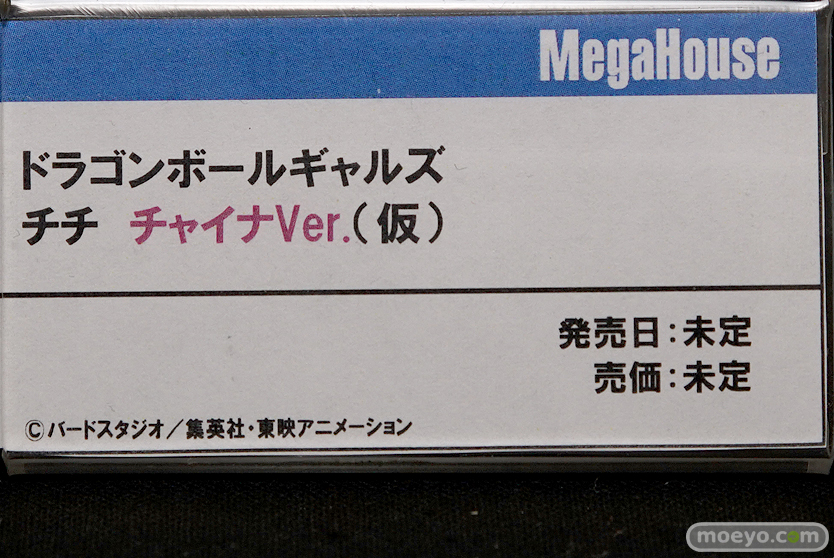 MegaHouse
ドラゴンボールギャルズ
チチ チャイナVer.(仮)
発売日:未定
売価:未定
©バードスタジオ/集英社・東映アニメーション
moeyo.com